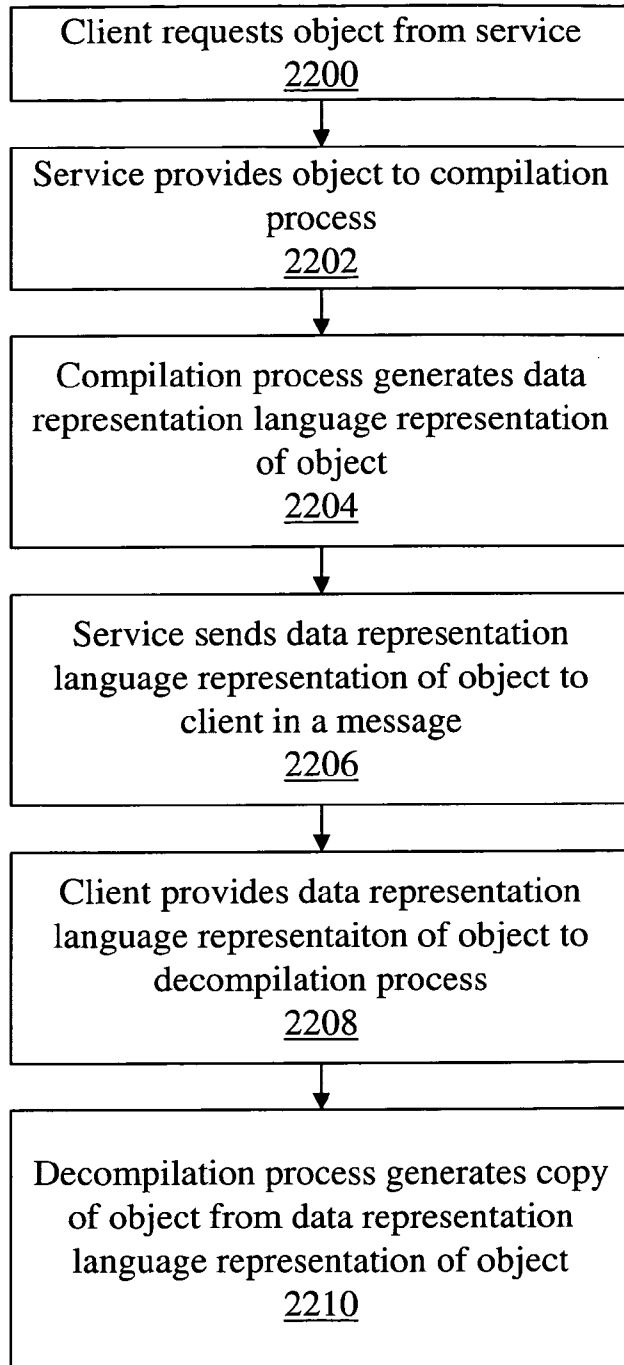 Client requests object from service
2200
Service provides object to compilation
process
2202
Compilation process generates data
representation language representation
of object
2204
Service sends data representation
language representation of object to
client in a message
2206
Client provides data representation
language representaiton of object to
decompilation process
2208
Decompilation process generates copy
of object from data representation
language representation of object
2210